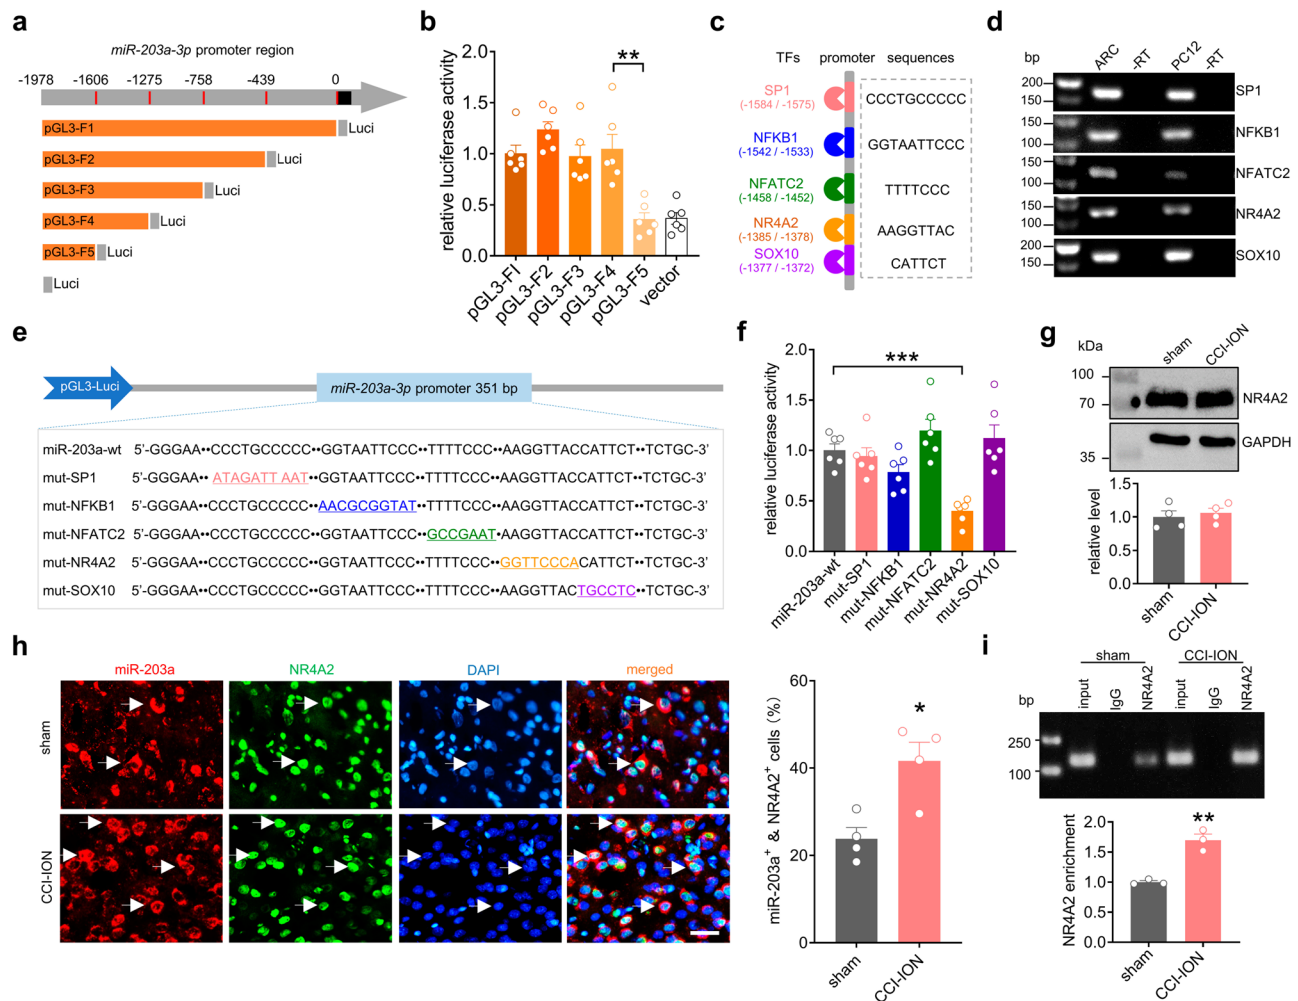 a
miR-203a-3p promoter region
-1978 -1606 -1275 -758 -439 0
pGL3-F1 Luci
pGL3-F2 Luci
pGL3-F3 Luci
pGL3-F4 Luci
pGL3-F5 Luci
Luci
b
relative luciferase activity
2.0
1.5
1.0
0.5
0.0
**
pGL3-F1
pGL3-F2
pGL3-F3
pGL3-F4
pGL3-F5
vector
c
TFs promoter sequences
SP1
(-1584 / -1575)
CCCTGCCCCC
NFKB1
(-1542 / -1533)
GGTAATTCCC
NFATC2
(-1458 / -1452)
TTTTCCC
NR4A2
(-1385 / -1378)
AAGGTTAC
SOX10
(-1377 / -1372)
CATTCT
d
bp ARC -RT PC12 -RT
200
150
SP1
150
100
NFKB1
150
100
NFATC2
150
100
NR4A2
200
150
SOX10
e
pGL3-Luci
miR-203a-3p promoter 351 bp
miR-203a-wt 5'-GGGAA••CCCTGCCCCC••GGTAATTCCC••TTTTCCC••AAGGTTACCATTCT••TCTGC-3'
mut-SP1 5'-GGGAA••ATAGATT AAT••GGTAATTCCC••TTTTCCC••AAGGTTACCATTCT••TCTGC-3'
mut-NFKB1 5'-GGGAA••CCCTGCCCCC••AACGCGGTAT••TTTTCCC••AAGGTTACCATTCT••TCTGC-3'
mut-NFATC2 5'-GGGAA••CCCTGCCCCC••GGTAATTCCC••GCCGAAT••AAGGTTACCATTCT••TCTGC-3'
mut-NR4A2 5'-GGGAA••CCCTGCCCCC••GGTAATTCCC••TTTTCCC••GGTTCCCACATTCT••TCTGC-3'
mut-SOX10 5'-GGGAA••CCCTGCCCCC••GGTAATTCCC••TTTTCCC••AAGGTTACTGCCTC••TCTGC-3'
f
relative luciferase activity
2.0
1.5
1.0
0.5
0.0
***
miR-203a-wt
mut-SP1
mut-NFKB1
mut-NFATC2
mut-NR4A2
mut-SOX10
g
kDa sham CCI-ION
100
70
NR4A2
35
GAPDH
relative level
1.5
1.0
0.5
0.0
sham
CCI-ION
h
miR-203a NR4A2 DAPI merged
sham
CCI-ION
miR-203a⁺ & NR4A2⁺ cells (%)
60
40
20
0
*
sham
CCI-ION
i
sham CCI-ION
bp input IgG NR4A2 input IgG NR4A2
250
100
NR4A2 enrichment
2.0
1.5
1.0
0.5
0.0
**
sham
CCI-ION